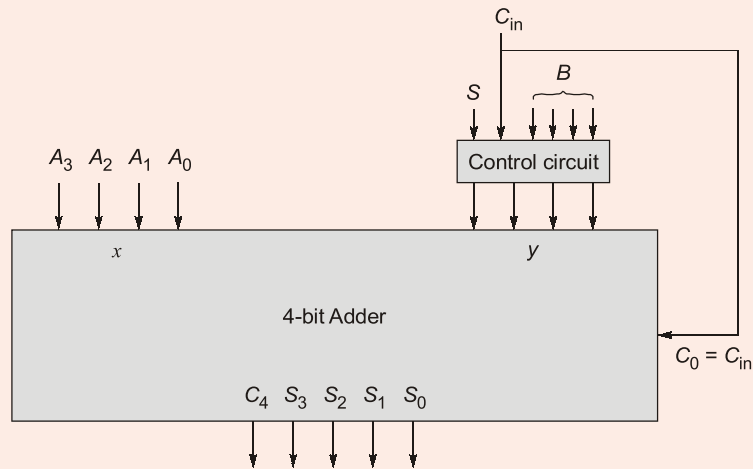 C_in
B
S
Control circuit
A_3 A_2 A_1 A_0
x y
4-bit Adder
C_0 = C_in
C_4 S_3 S_2 S_1 S_0